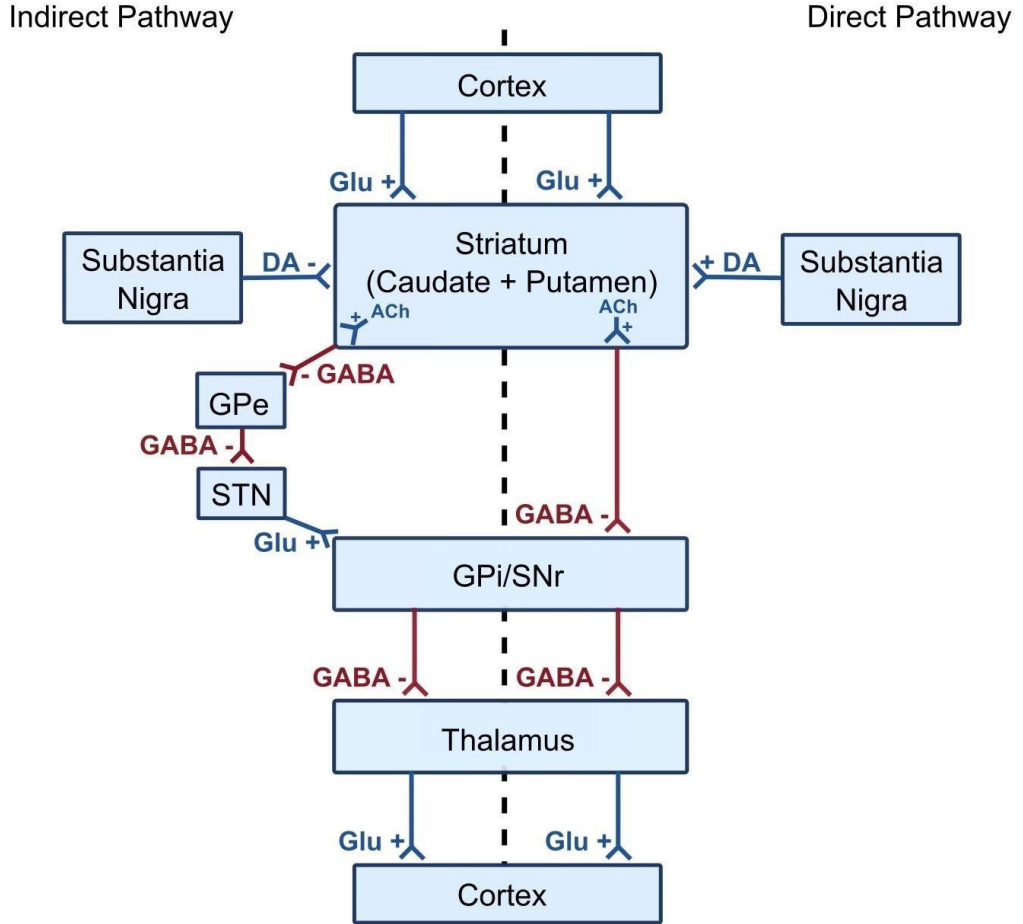 Indirect Pathway
Direct Pathway
Cortex
Glu +
Glu +
Substantia
Nigra
DA -
Striatum
(Caudate + Putamen)
+ DA
Substantia
Nigra
+ ACh
ACh
+
- GABA
GPe
GABA -
STN
Glu +
GABA -
GPi/SNr
GABA -
GABA -
Thalamus
Glu +
Glu +
Cortex